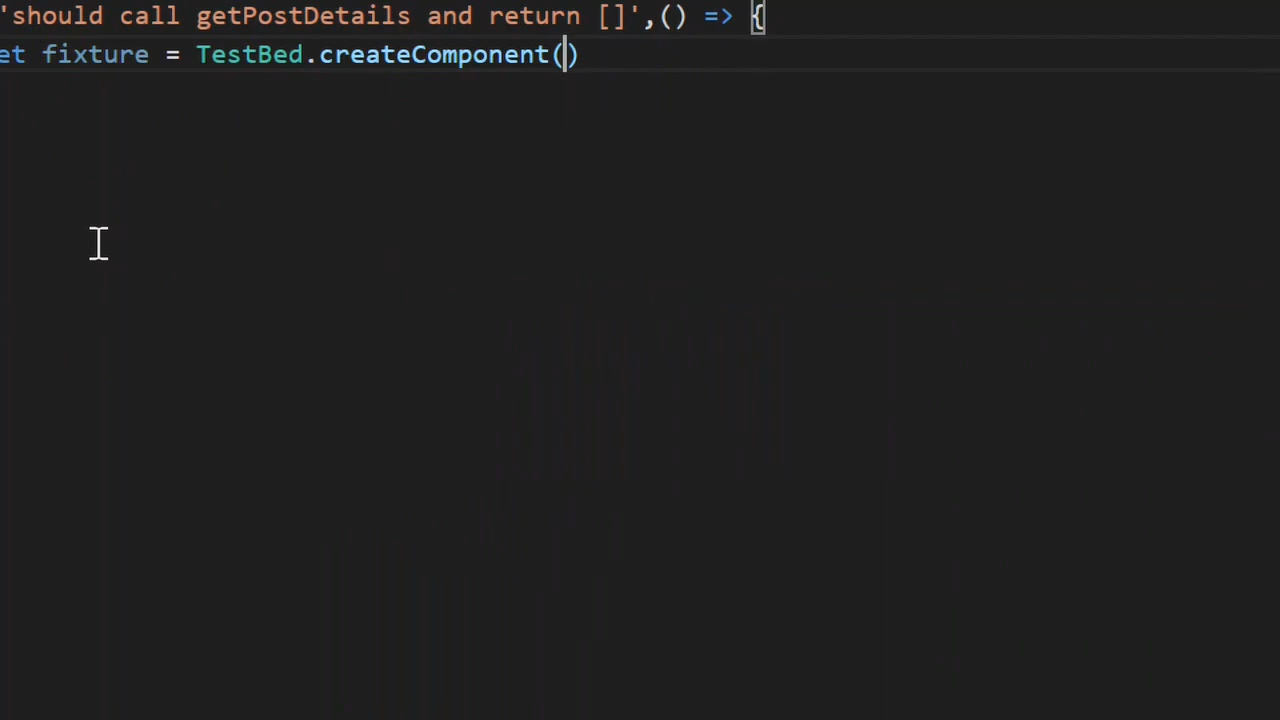 'should call getPostDetails and return []',() => {
et fixture = TestBed.createComponent()